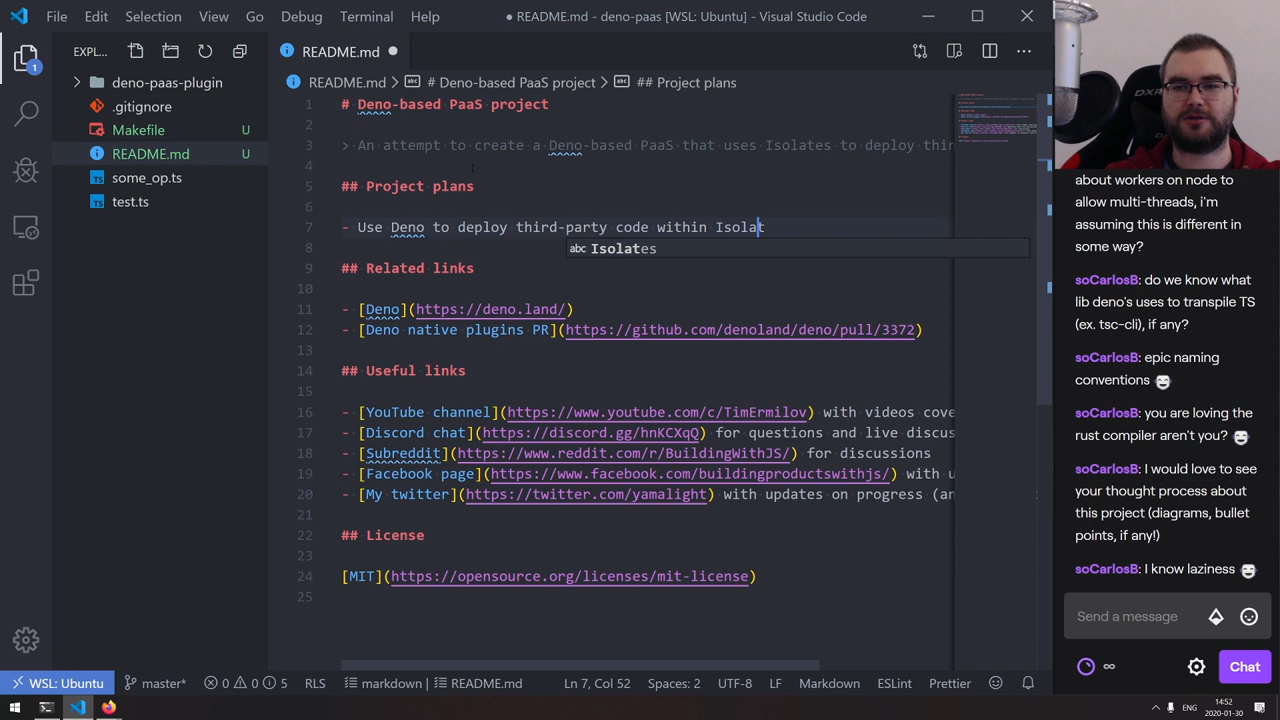 File Edit Selection View Go Debug Terminal Help
● README.md - deno-paas [WSL: Ubuntu] - Visual Studio Code
EXPL...
README.md
README.md
# Deno-based PaaS project
## Project plans
1
deno-paas-plugin
.gitignore
Makefile U
README.md U
some_op.ts
test.ts
1 # Deno-based PaaS project
2
3 > An attempt to create a Deno-based PaaS that uses Isolates to deploy thi
4
5 ## Project plans
6
7 - Use Deno to deploy third-party code within Isolat
abc Isolates
8
9 ## Related links
10
11 - [Deno](https://deno.land/)
12 - [Deno native plugins PR](https://github.com/denoland/deno/pull/3372)
13
14 ## Useful links
15
16 - [YouTube channel](https://www.youtube.com/c/TimErmilov) with videos cove
17 - [Discord chat](https://discord.gg/hnKCXqQ) for questions and live discus
18 - [Subreddit](https://www.reddit.com/r/BuildingWithJS/) for discussions
19 - [Facebook page](https://www.facebook.com/buildingproductswithjs/) with u
20 - [My twitter](https://twitter.com/yamalight) with updates on progress (an
21
22 ## License
23
24 [MIT](https://opensource.org/licenses/mit-license)
25
DXR
about workers on node to
allow multi-threads, i'm
assuming this is different in
some way?
soCarlosB: do we know what
lib deno's uses to transpile TS
(ex. tsc-cli), if any?
soCarlosB: epic naming
conventions
soCarlosB: you are loving the
rust compiler aren't you?
soCarlosB: I would love to see
your thought process about
this project (diagrams, bullet
points, if any!)
soCarlosB: I know laziness
Send a message
∞
Chat
WSL: Ubuntu master* 0 0 5 RLS markdown | README.md Ln 7, Col 52 Spaces: 2 UTF-8 LF Markdown ESLint Prettier
ENG
14:52
2020-01-30